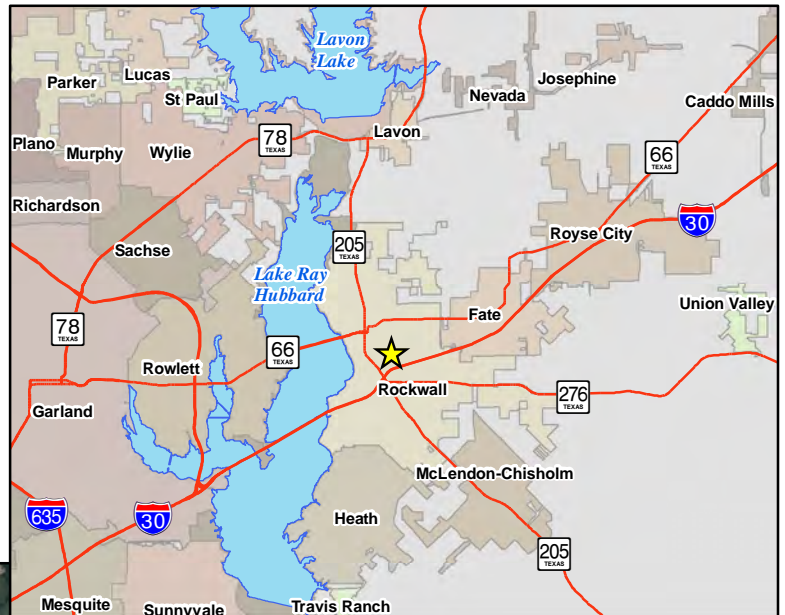 Lavon
Lake
Josephine
Lucas
Parker
Nevada
St Paul
Caddo Mills
Lavon
78
TEXAS
Plano
Murphy
Wylie
66
TEXAS
Richardson
30
Royse City
205
TEXAS
Sachse
Lake Ray
Hubbard
Union Valley
Fate
78
TEXAS
66
TEXAS
Rowlett
Rockwall
276
TEXAS
Garland
McLendon-Chisholm
635
30
Heath
205
TEXAS
Mesquite
Sunnyvale
Travis Ranch